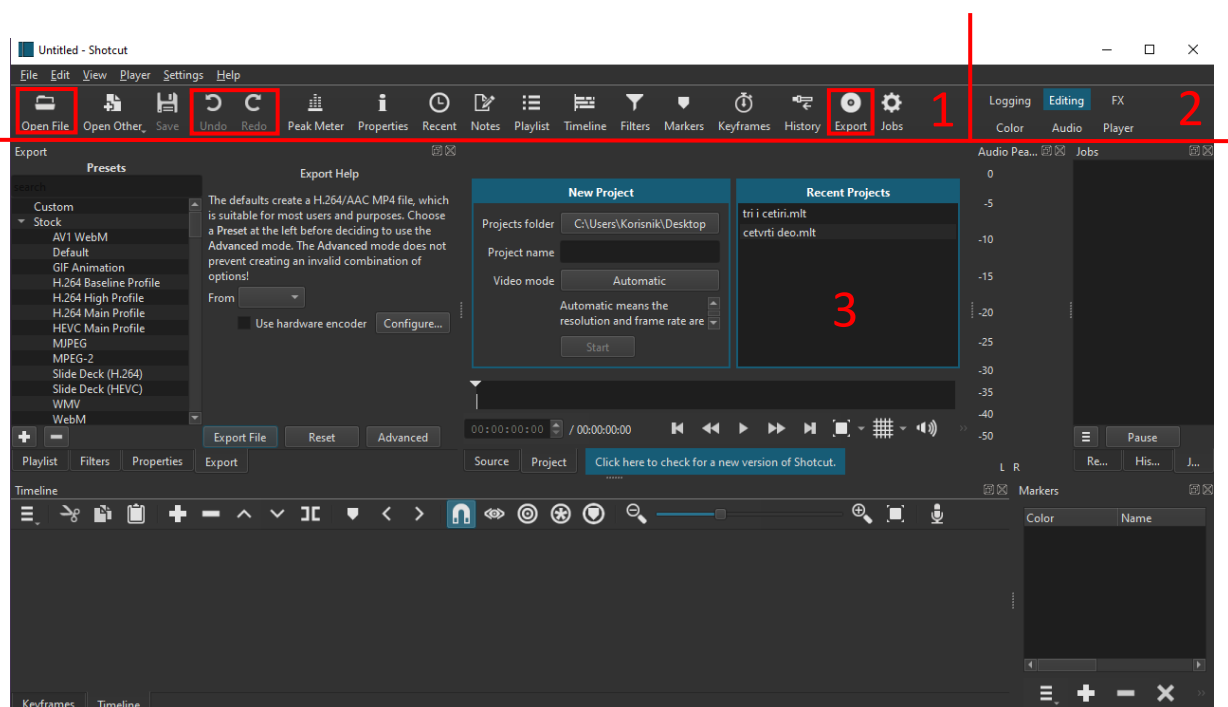 Untitled - Shotcut
File Edit View Player Settings Help
Open File Open Other Save Undo Redo Peak Meter Properties Recent Notes Playlist Timeline Filters Markers Keyframes History Export Jobs 1
Logging Editing FX
Color Audio Player
2
Export
Presets
search
Custom
Stock
AV1 WebM
Default
GIF Animation
H.264 Baseline Profile
H.264 High Profile
H.264 Main Profile
HEVC Main Profile
MJPEG
MPEG-2
Slide Deck (H.264)
Slide Deck (HEVC)
WMV
WebM
Export Help
The defaults create a H.264/AAC MP4 file, which
is suitable for most users and purposes. Choose
a Preset at the left before deciding to use the
Advanced mode. The Advanced mode does not
prevent creating an invalid combination of
options!
From
Use hardware encoder Configure...
Export File Reset Advanced
Playlist Filters Properties Export
New Project
Projects folder C:\Users\Korisnik\Desktop
Project name
Video mode Automatic
Automatic means the
resolution and frame rate are
Start
Recent Projects
tri i cetiri.mlt
cetvrti deo.mlt
3
00:00:00:00 / 00:00:00:00
Source Project Click here to check for a new version of Shotcut.
Audio Pea...
0
-5
-10
-15
-20
-25
-30
-35
-40
-50
L R
Jobs
Pause
Re... His... J...
Timeline
Markers
Color Name
Keyframes Timeline